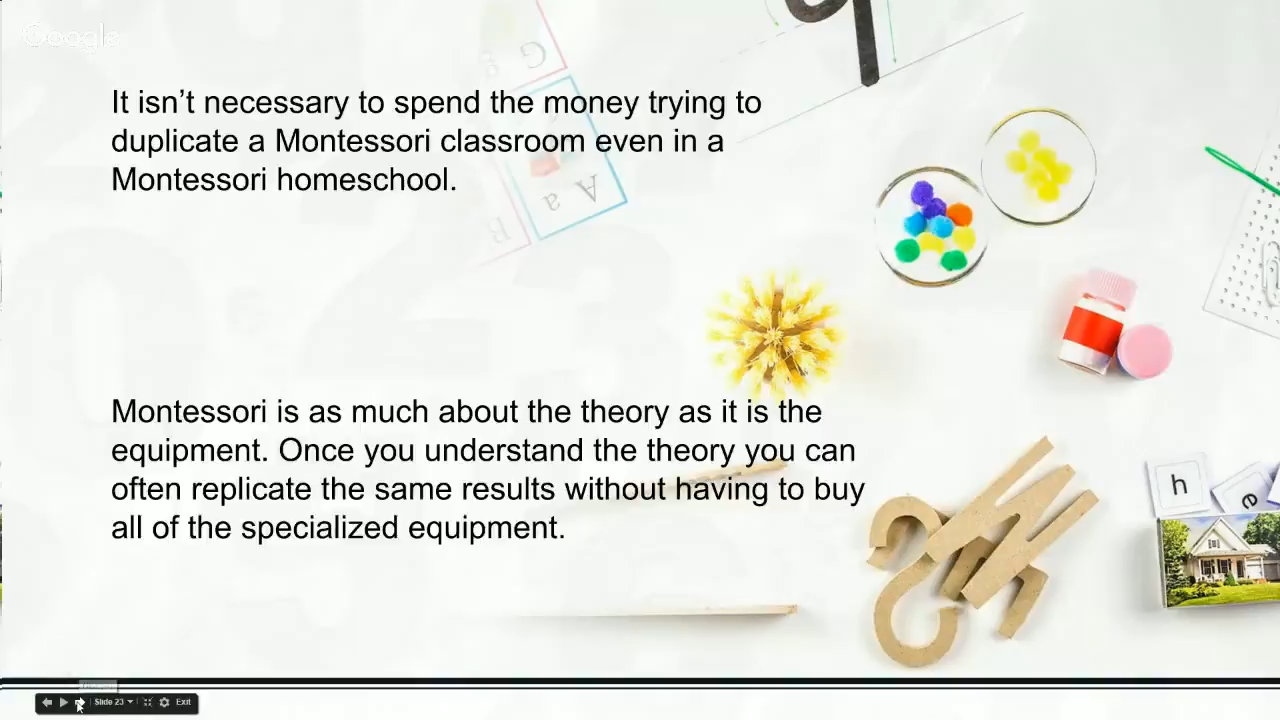 Google
It isn’t necessary to spend the money trying to
duplicate a Montessori classroom even in a
Montessori homeschool.
Montessori is as much about the theory as it is the
equipment. Once you understand the theory you can
often replicate the same results without having to buy
all of the specialized equipment.
G
A a
h
e
Slide 23
Exit